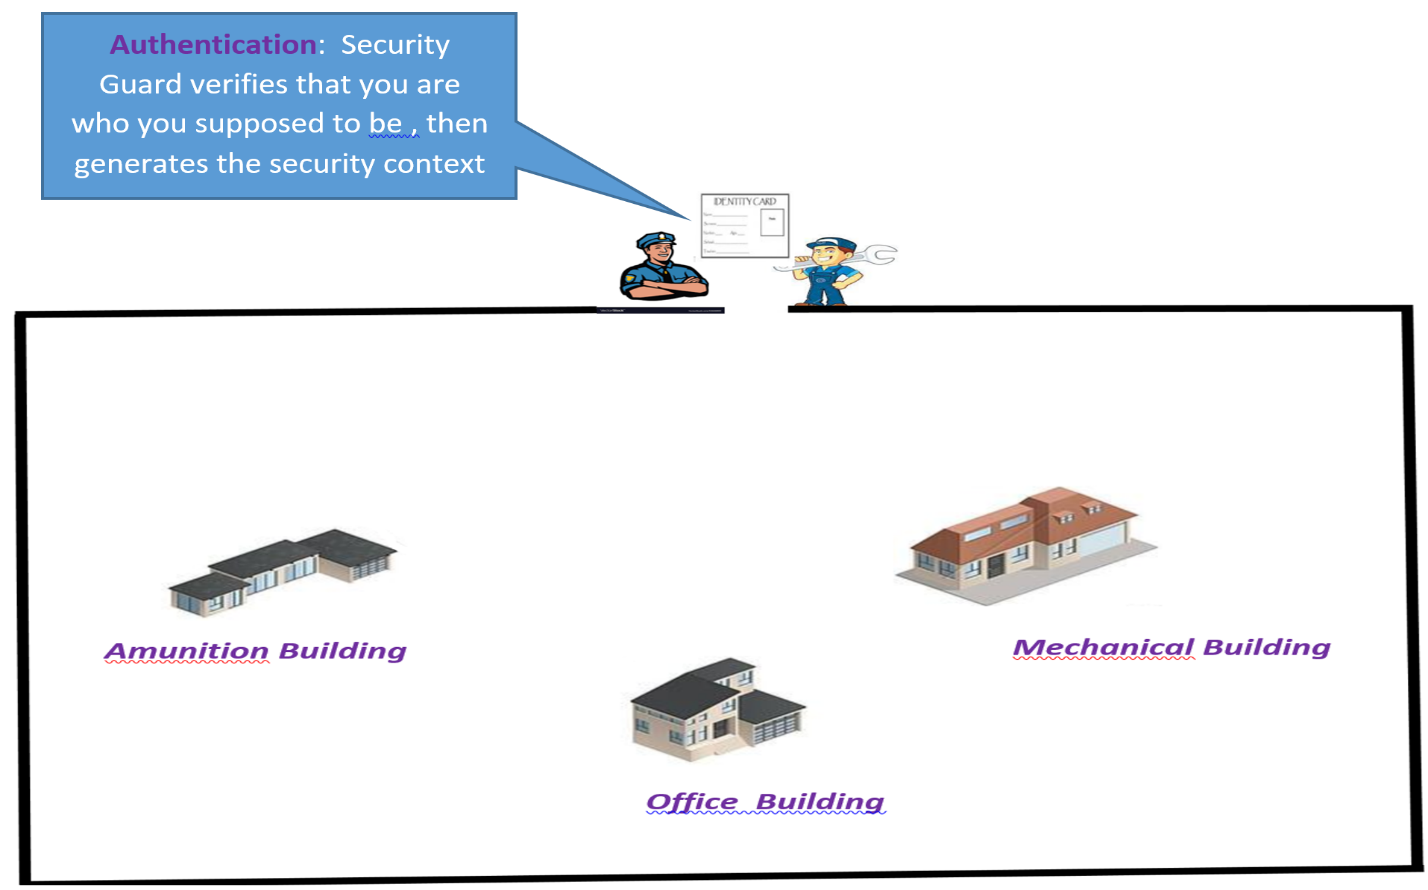 Authentication: Security
Guard verifies that you are
who you supposed to be , then
generates the security context
IDENTITY CARD
Amunition Building
Mechanical Building
Office Building